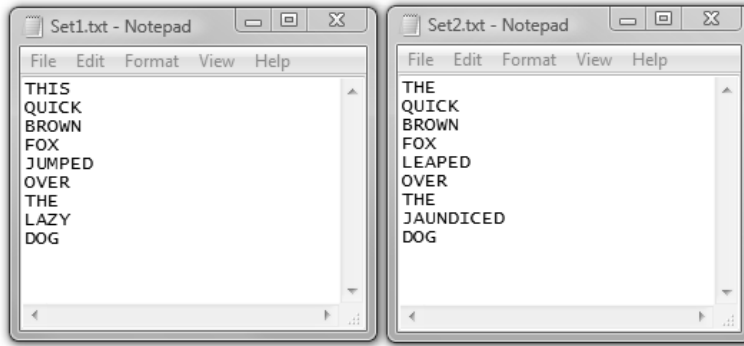 Set1.txt - Notepad
File Edit Format View Help
THIS
QUICK
BROWN
FOX
JUMPED
OVER
THE
LAZY
DOG
Set2.txt - Notepad
File Edit Format View Help
THE
QUICK
BROWN
FOX
LEAPED
OVER
THE
JAUNDICED
DOG